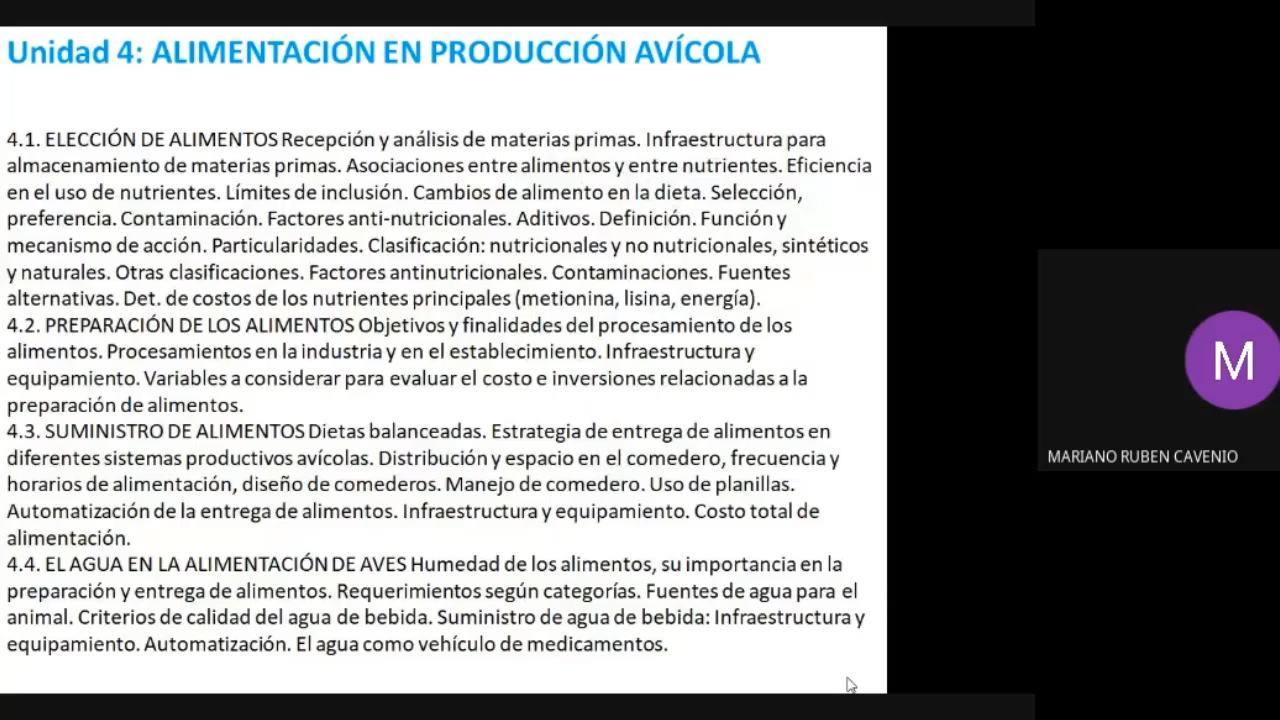 Unidad 4: ALIMENTACIÓN EN PRODUCCIÓN AVÍCOLA
4.1. ELECCIÓN DE ALIMENTOS Recepción y análisis de materias primas. Infraestructura para
almacenamiento de materias primas. Asociaciones entre alimentos y entre nutrientes. Eficiencia
en el uso de nutrientes. Límites de inclusión. Cambios de alimento en la dieta. Selección,
preferencia. Contaminación. Factores anti-nutricionales. Aditivos. Definición. Función y
mecanismo de acción. Particularidades. Clasificación: nutricionales y no nutricionales, sintéticos
y naturales. Otras clasificaciones. Factores antinutricionales. Contaminaciones. Fuentes
alternativas. Det. de costos de los nutrientes principales (metionina, lisina, energía).
4.2. PREPARACIÓN DE LOS ALIMENTOS Objetivos y finalidades del procesamiento de los
alimentos. Procesamientos en la industria y en el establecimiento. Infraestructura y
equipamiento. Variables a considerar para evaluar el costo e inversiones relacionadas a la
preparación de alimentos.
4.3. SUMINISTRO DE ALIMENTOS Dietas balanceadas. Estrategia de entrega de alimentos en
diferentes sistemas productivos avícolas. Distribución y espacio en el comedero, frecuencia y
horarios de alimentación, diseño de comederos. Manejo de comedero. Uso de planillas.
Automatización de la entrega de alimentos. Infraestructura y equipamiento. Costo total de
alimentación.
4.4. EL AGUA EN LA ALIMENTACIÓN DE AVES Humedad de los alimentos, su importancia en la
preparación y entrega de alimentos. Requerimientos según categorías. Fuentes de agua para el
animal. Criterios de calidad del agua de bebida. Suministro de agua de bebida: Infraestructura y
equipamiento. Automatización. El agua como vehículo de medicamentos.
M
MARIANO RUBEN CAVENIO